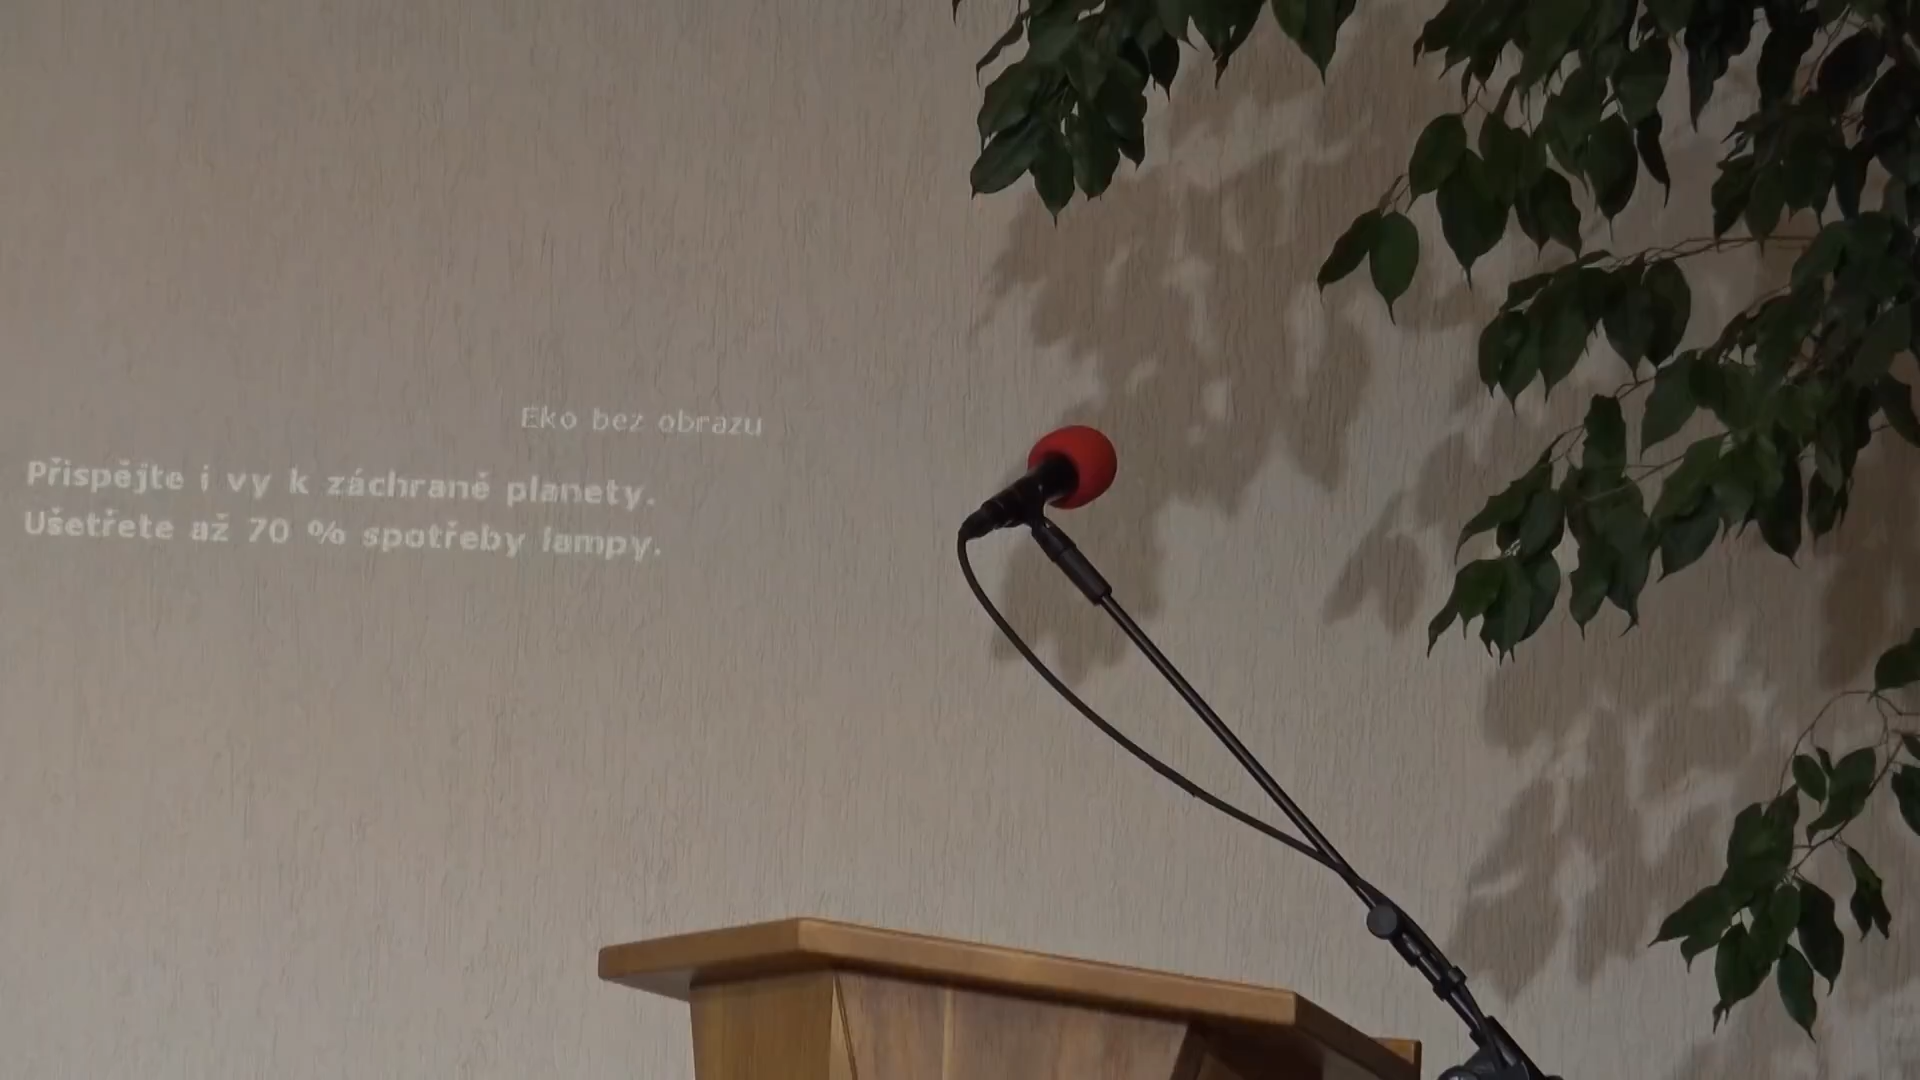 Eko bez obrazu
Přispějte i vy k záchraně planety.
Ušetřete až 70 % spotřeby lampy.